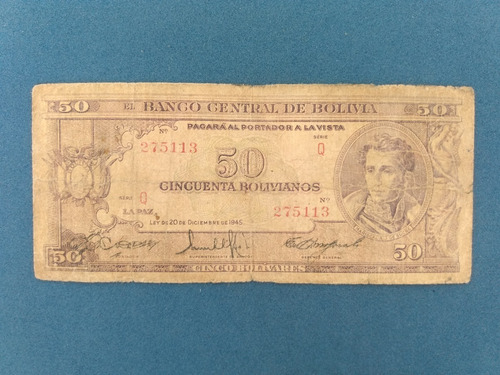 50 EL BANCO CENTRAL DE BOLIVIA 50
PAGARÁ AL PORTADOR A LA VISTA
Nº SERIE
275113 50 Q
CINCUENTA BOLIVIANOS
SERIE Q Nº
LA PAZ 275113
LEY DE 20 DE DICIEMBRE DE 1945
50 50
CINCO BOLIVARES